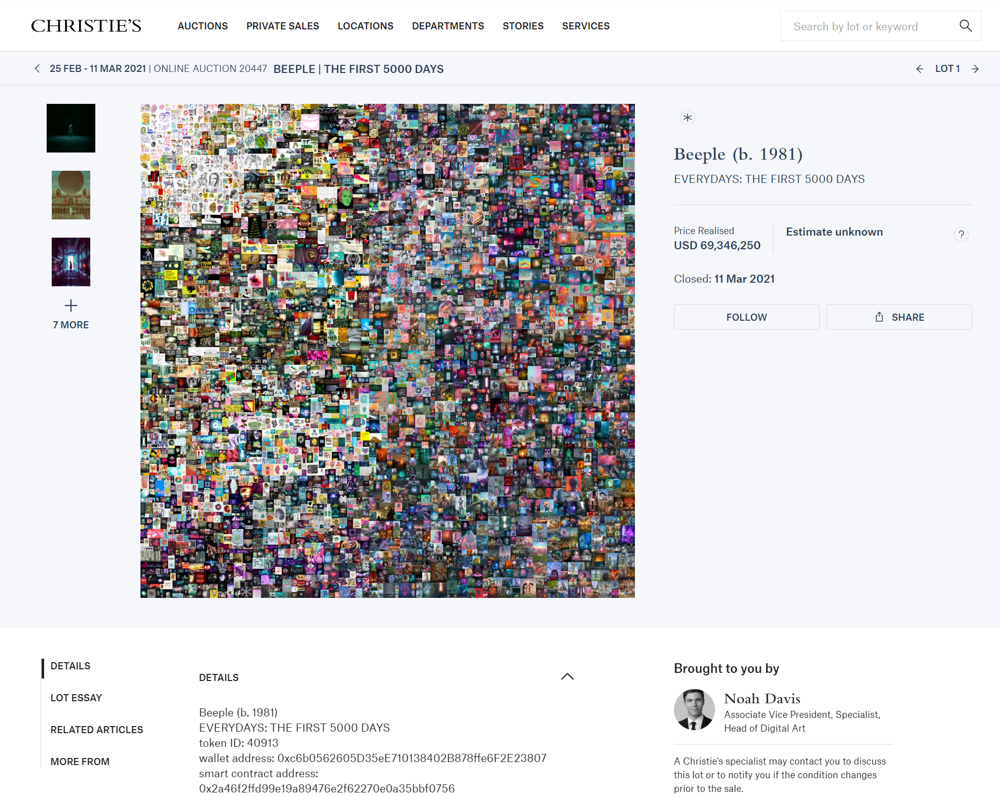 CHRISTIE'S
AUCTIONS PRIVATE SALES LOCATIONS DEPARTMENTS STORIES SERVICES
Search by lot or keyword
25 FEB - 11 MAR 2021 | ONLINE AUCTION 20447 BEEPLE | THE FIRST 5000 DAYS
LOT 1
7 MORE
Beeple (b. 1981)
EVERYDAYS: THE FIRST 5000 DAYS
Price Realised
USD 69,346,250
Estimate unknown
?
Closed: 11 Mar 2021
FOLLOW
SHARE
DETAILS
LOT ESSAY
RELATED ARTICLES
MORE FROM
DETAILS
Beeple (b. 1981)
EVERYDAYS: THE FIRST 5000 DAYS
token ID: 40913
wallet address: 0xc6b0562605D35eE710138402B878ffe6F2E23807
smart contract address:
0x2a46f2ffd99e19a89476e2f62270e0a35bbf0756
Brought to you by
Noah Davis
Associate Vice President, Specialist,
Head of Digital Art
A Christie's specialist may contact you to discuss
this lot or to notify you if the condition changes
prior to the sale.